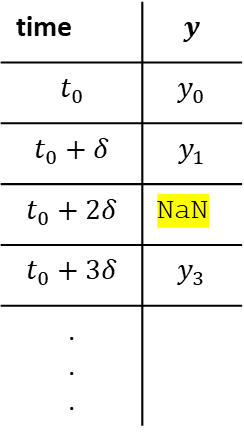 time y
t₀ y₀
t₀ + δ y₁
t₀ + 2δ NaN
t₀ + 3δ y₃
.
.
.